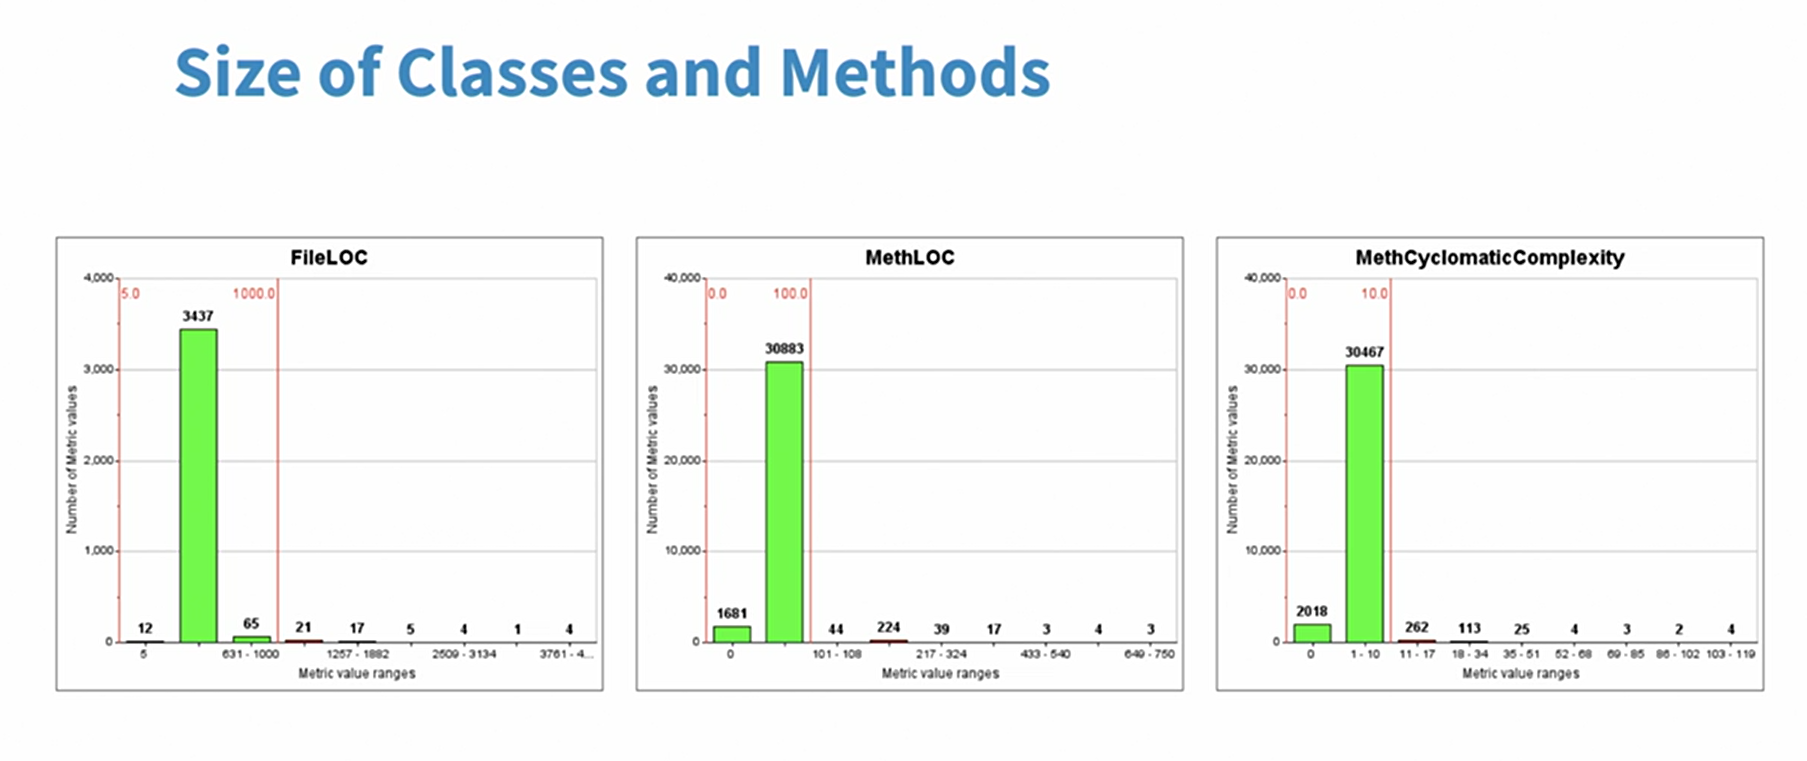 Size of Classes and Methods
FileLOC
Number of Metric values
4,000
3,000
2,000
1,000
0
5.0
1000.0
12
3437
65
21
17
5
4
1
4
5
631 - 1000
1257 - 1882
2509 - 3134
3761 - 4...
Metric value ranges
MethLOC
Number of Metric values
40,000
30,000
20,000
10,000
0
0.0
100.0
1681
30883
44
224
39
17
3
4
3
0
101 - 108
217 - 324
433 - 540
649 - 750
Metric value ranges
MethCyclomaticComplexity
Number of Metric values
40,000
30,000
20,000
10,000
0
0.0
10.0
2018
30467
262
113
25
4
3
2
4
0
1 - 10
11 - 17
18 - 34
35 - 51
52 - 68
69 - 85
86 - 102
103 - 119
Metric value ranges